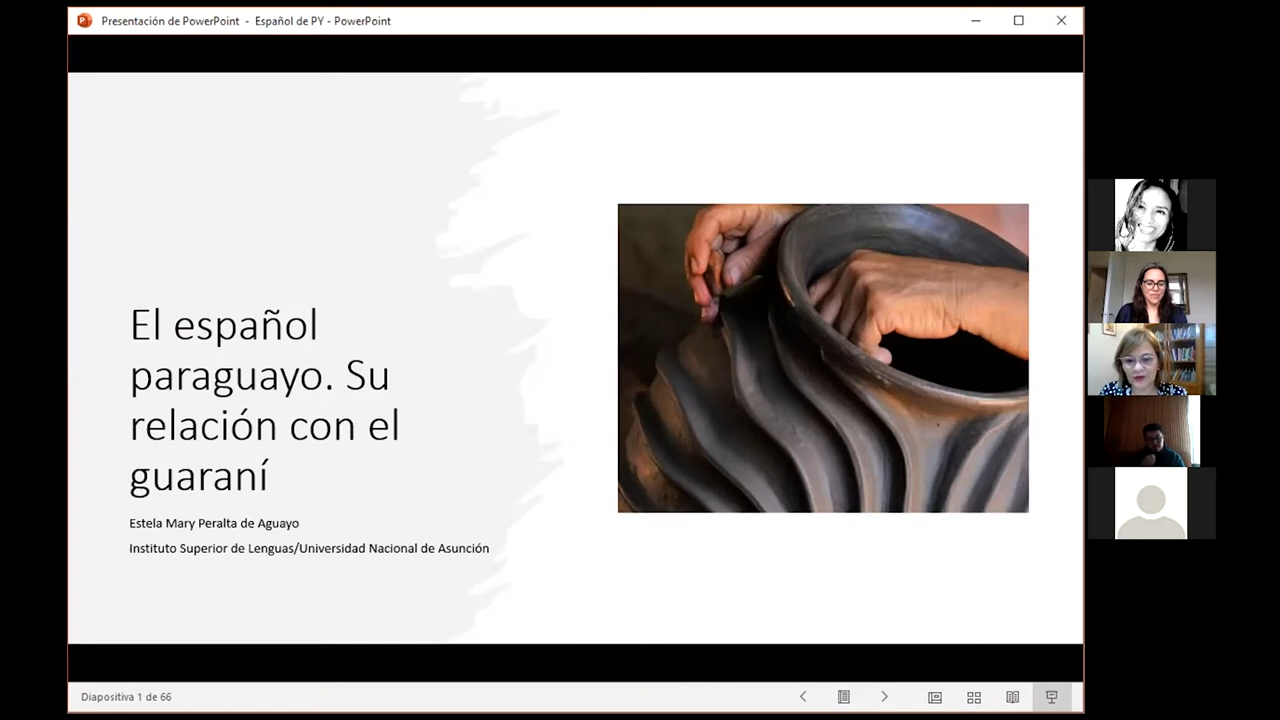 Presentación de PowerPoint - Español de PY - PowerPoint
El español
paraguayo. Su
relación con el
guaraní
Estela Mary Peralta de Aguayo
Instituto Superior de Lenguas/Universidad Nacional de Asunción
Diapositiva 1 de 66